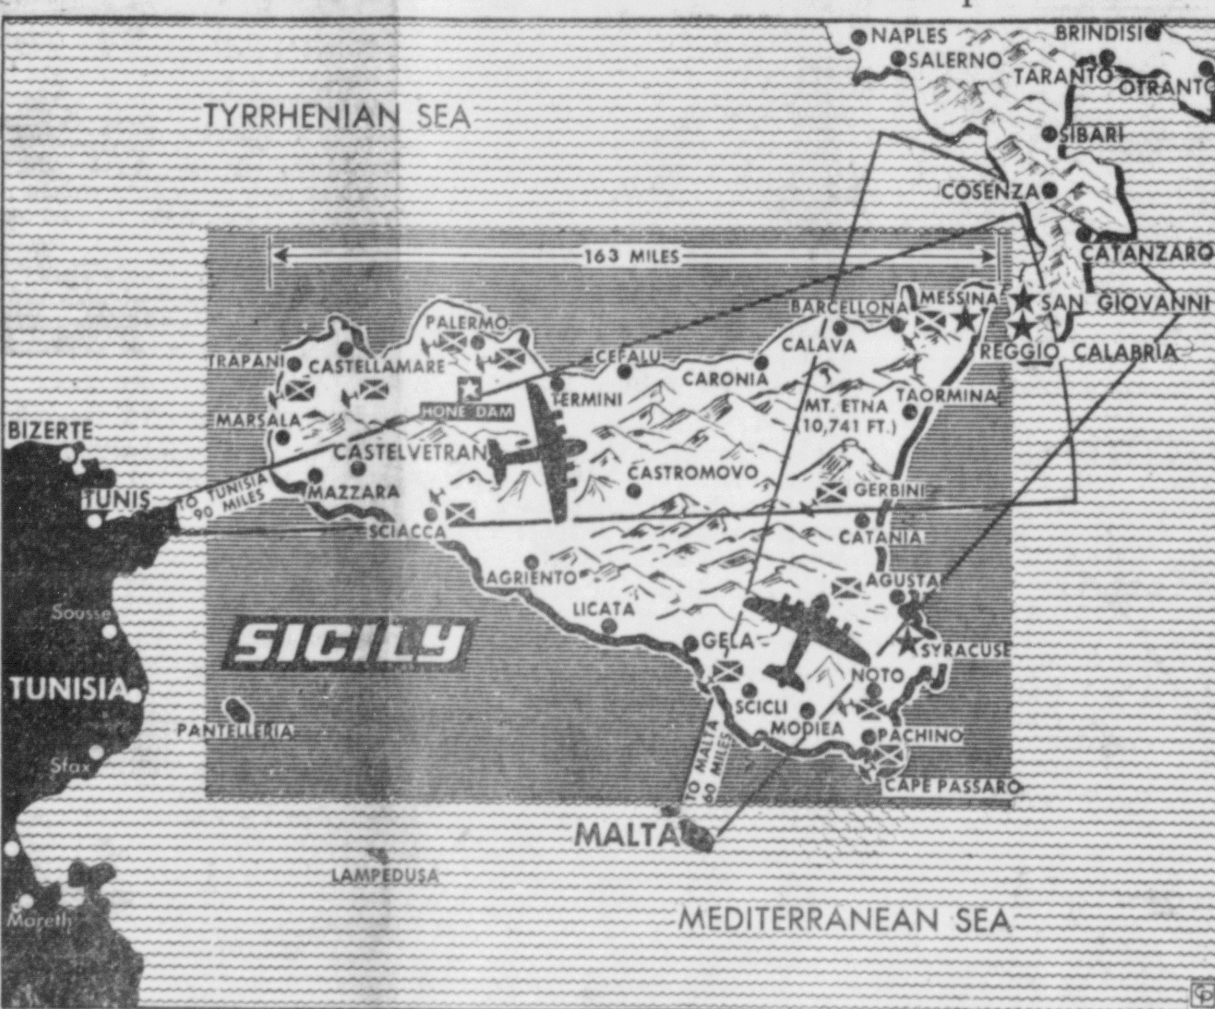 NAPLES
BRINDISI
SALERNO
TARANTO
OTRANTO
TYRRHENIAN SEA
SIBARI
COSENZA
CATANZARO
163 MILES
BARCELLONA
MESSINA
SAN GIOVANNI
PALERMO
CALAVA
REGGIO CALABRIA
TRAPANI
CASTELLAMARE
CEFALU
CARONIA
HONE DAM
TERMINI
MT. ETNA
(10,741 FT.)
TAORMINA
MARSALA
BIZERTE
CASTELVETRAN
CASTROMOVO
TUNIS
TO TUNISIA
90 MILES
MAZZARA
GERBINI
SCIACCA
CATANIA
AGRIENTO
AGUSTA
Sousse
LICATA
SICILY
GELA
SYRACUSE
TUNISIA
NOTO
SCICLI
PANTELLERIA
MODIEA
PACHINO
Sfax
TO MALTA
60 MILES
CAPE PASSARO
MALTA
LAMPEDUSA
Mareth
MEDITERRANEAN SEA
CP